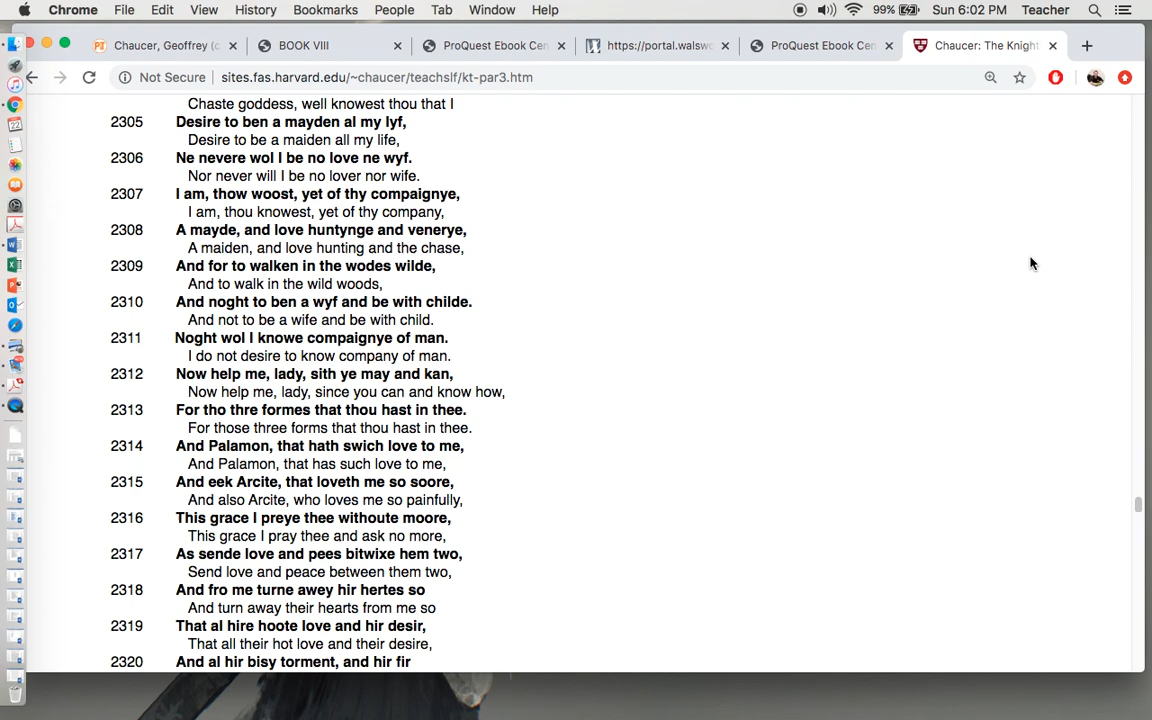 Chrome File Edit View History Bookmarks People Tab Window Help 99% Sun 6:02 PM Teacher
Chaucer, Geoffrey (c × BOOK VIII × ProQuest Ebook Cen × https://portal.walswo × ProQuest Ebook Cen × Chaucer: The Knight × +
Not Secure | sites.fas.harvard.edu/~chaucer/teachslf/kt-par3.htm
Chaste goddess, well knowest thou that I
2305 Desire to ben a mayden al my lyf,
Desire to be a maiden all my life,
2306 Ne nevere wol I be no love ne wyf.
Nor never will I be no lover nor wife.
2307 I am, thow woost, yet of thy compaignye,
I am, thou knowest, yet of thy company,
2308 A mayde, and love huntynge and venerye,
A maiden, and love hunting and the chase,
2309 And for to walken in the wodes wilde,
And to walk in the wild woods,
2310 And noght to ben a wyf and be with childe.
And not to be a wife and be with child.
2311 Noght wol I knowe compaignye of man.
I do not desire to know company of man.
2312 Now help me, lady, sith ye may and kan,
Now help me, lady, since you can and know how,
2313 For tho thre formes that thou hast in thee.
For those three forms that thou hast in thee.
2314 And Palamon, that hath swich love to me,
And Palamon, that has such love to me,
2315 And eek Arcite, that loveth me so soore,
And also Arcite, who loves me so painfully,
2316 This grace I preye thee withoute moore,
This grace I pray thee and ask no more,
2317 As sende love and pees bitwixe hem two,
Send love and peace between them two,
2318 And fro me turne awey hir hertes so
And turn away their hearts from me so
2319 That al hire hoote love and hir desir,
That all their hot love and their desire,
2320 And al hir bisy torment, and hir fir